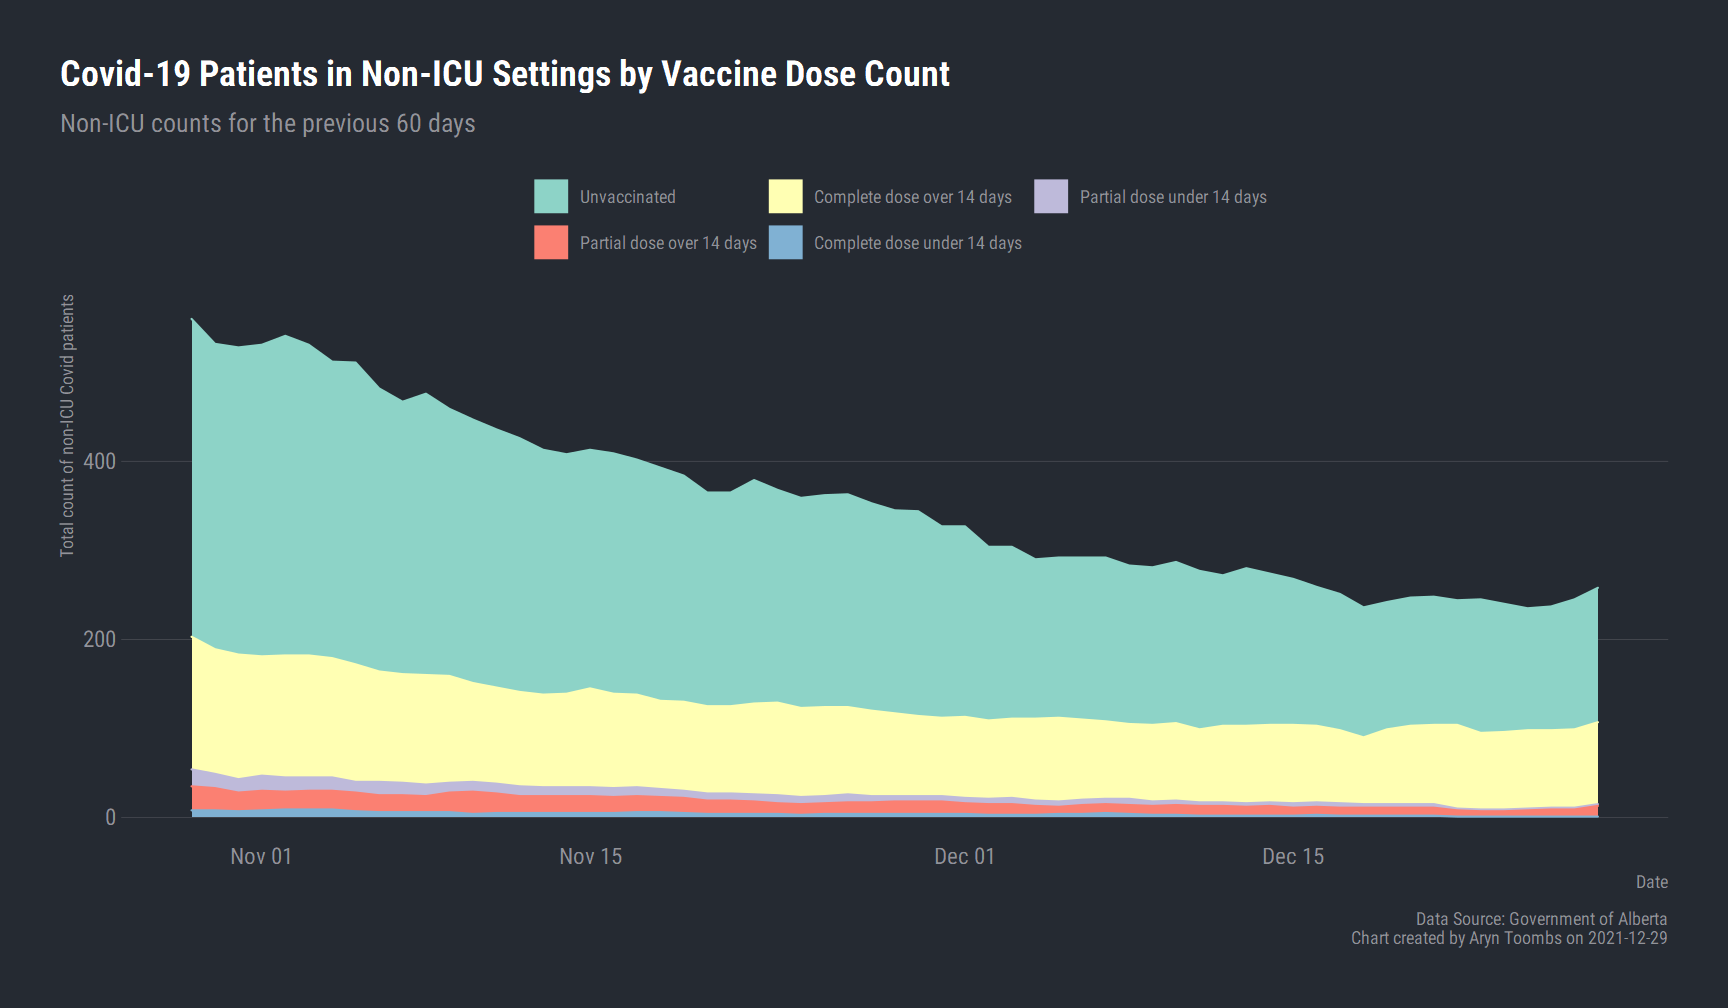 Covid-19 Patients in Non-ICU Settings by Vaccine Dose Count
Non-ICU counts for the previous 60 days
Unvaccinated
Complete dose over 14 days
Partial dose under 14 days
Partial dose over 14 days
Complete dose under 14 days
Total count of non-ICU Covid patients
400
200
0
Nov 01
Nov 15
Dec 01
Dec 15
Date
Data Source: Government of Alberta
Chart created by Aryn Toombs on 2021-12-29